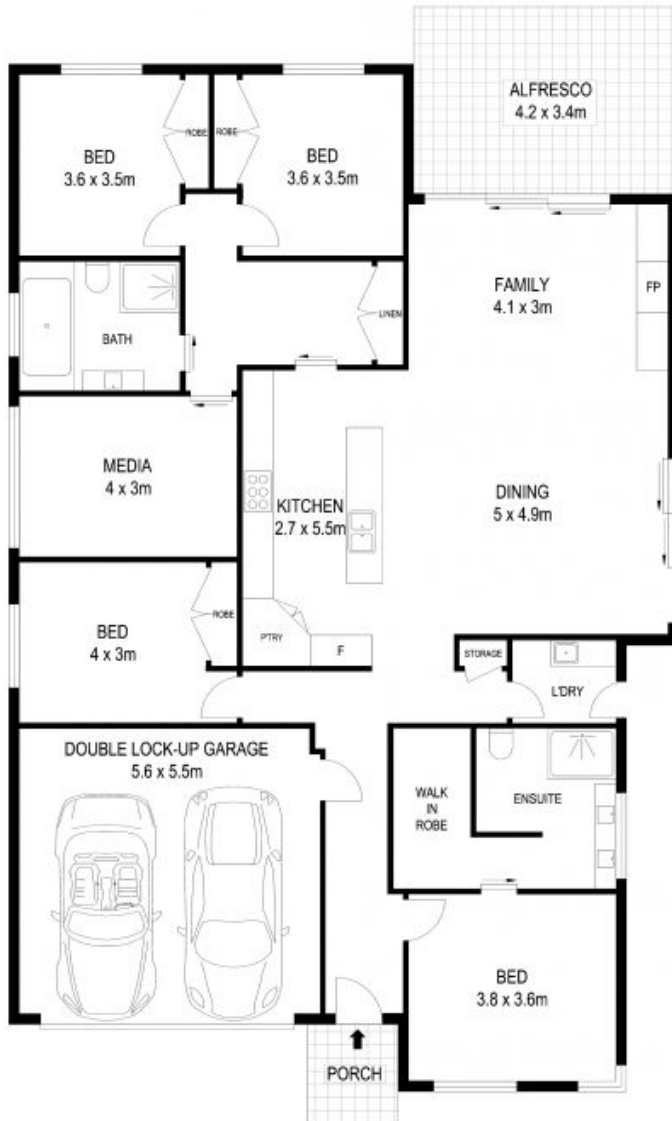 ALFRESCO
4.2 x 3.4m
BED
3.6 x 3.5m
ROBE
ROBE
BED
3.6 x 3.5m
FAMILY
4.1 x 3m
FP
LINEN
BATH
MEDIA
4 x 3m
KITCHEN
2.7 x 5.5m
DINING
5 x 4.9m
BED
4 x 3m
ROBE
PTRY
F
STORAGE
L'DRY
DOUBLE LOCK-UP GARAGE
5.6 x 5.5m
WALK
IN
ROBE
ENSUITE
BED
3.8 x 3.6m
PORCH